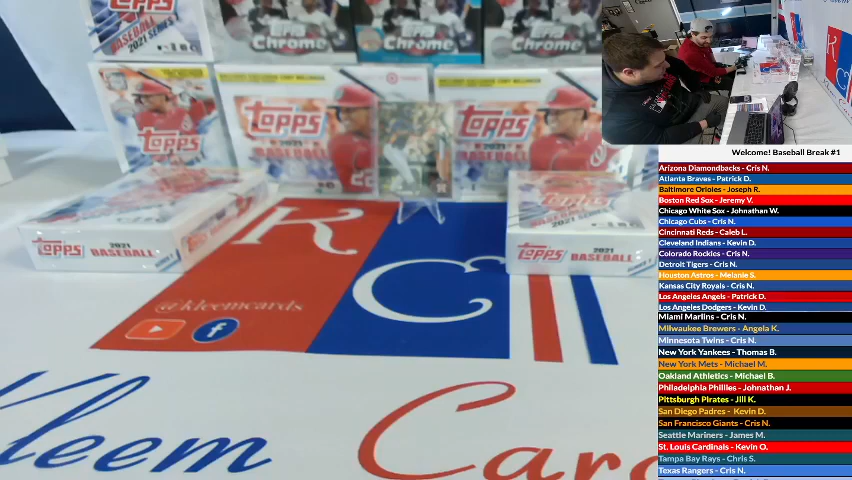 Topps
BASEBALL
2021 SERIES 1
Topps
Chrome
Topps
Chrome
Topps
Chrome
Topps
BASEBALL
Topps
BASEBALL
Topps
BASEBALL
Topps 2021 BASEBALL
Topps 2021 BASEBALL
K
C
@kleemcards
Kleem Card
Welcome! Baseball Break #1
Arizona Diamondbacks - Cris N.
Atlanta Braves - Patrick D.
Baltimore Orioles - Joseph R.
Boston Red Sox - Jeremy V.
Chicago White Sox - Johnathan W.
Chicago Cubs - Cris N.
Cincinnati Reds - Caleb L.
Cleveland Indians - Kevin D.
Colorado Rockies - Cris N.
Detroit Tigers - Cris N.
Houston Astros - Melanie S.
Kansas City Royals - Cris N.
Los Angeles Angels - Patrick D.
Los Angeles Dodgers - Kevin D.
Miami Marlins - Cris N.
Milwaukee Brewers - Angela K.
Minnesota Twins - Cris N.
New York Yankees - Thomas B.
New York Mets - Michael M.
Oakland Athletics - Michael B.
Philadelphia Phillies - Johnathan J.
Pittsburgh Pirates - Jill K.
San Diego Padres - Kevin D.
San Francisco Giants - Cris N.
Seattle Mariners - James M.
St. Louis Cardinals - Kevin O.
Tampa Bay Rays - Chris S.
Texas Rangers - Cris N.